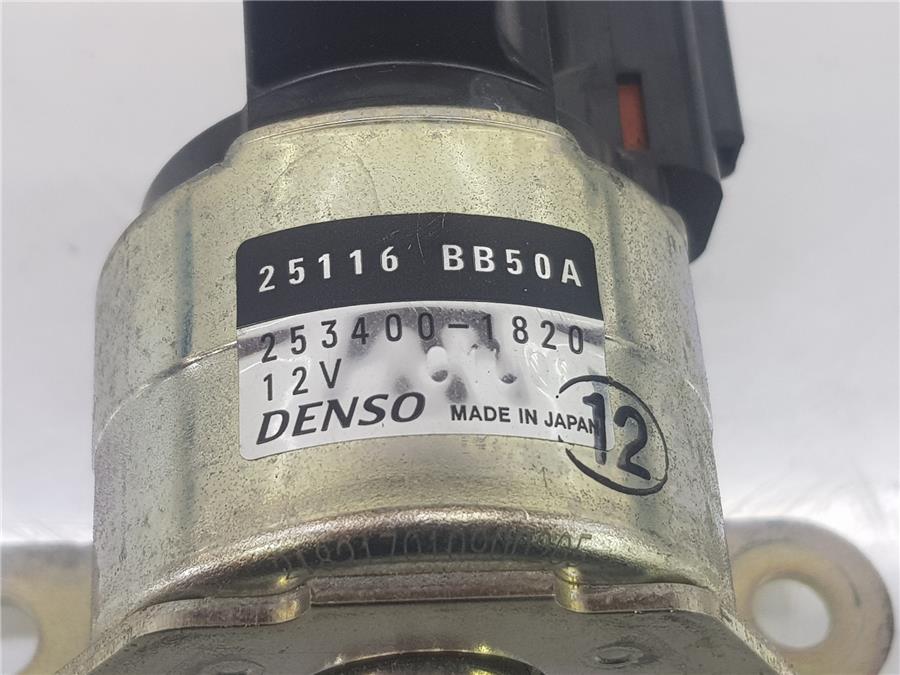 25116 BB50A
253400-1820
12V
DENSO MADE IN JAPAN
12